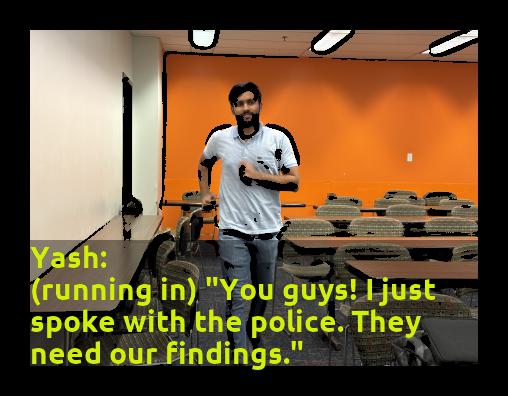 Yash:
(running in) "You guys! I just
spoke with the police. They
need our findings."